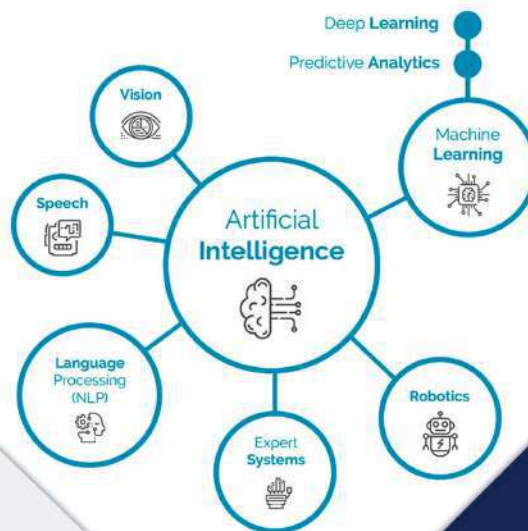 Deep Learning
Predictive Analytics
Vision
Machine
Learning
Speech
Artificial
Intelligence
Language
Processing
(NLP)
Robotics
Expert
Systems